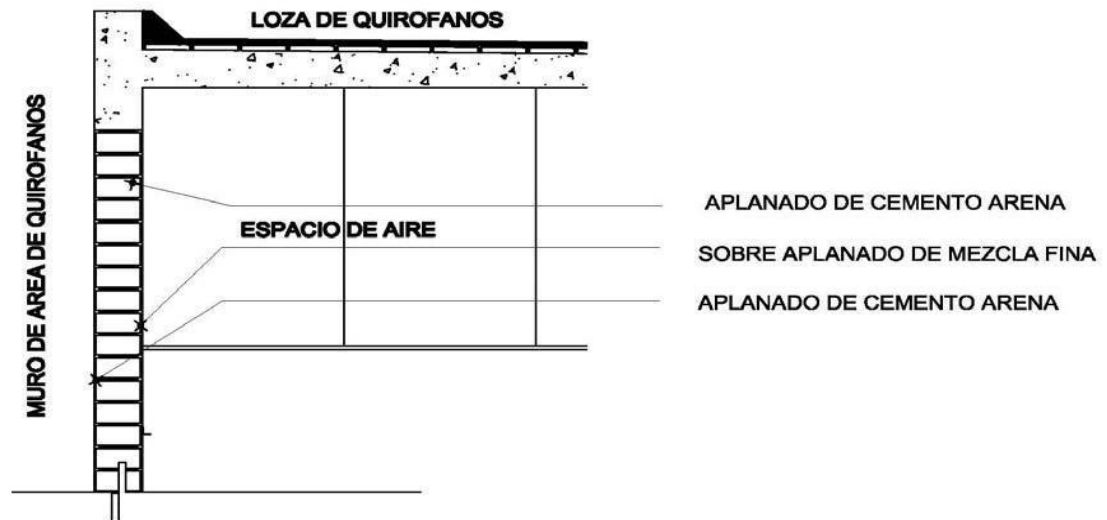 LOZA DE QUIROFANOS
MURO DE AREA DE QUIROFANOS
APLANADO DE CEMENTO ARENA
ESPACIO DE AIRE
SOBRE APLANADO DE MEZCLA FINA
APLANADO DE CEMENTO ARENA